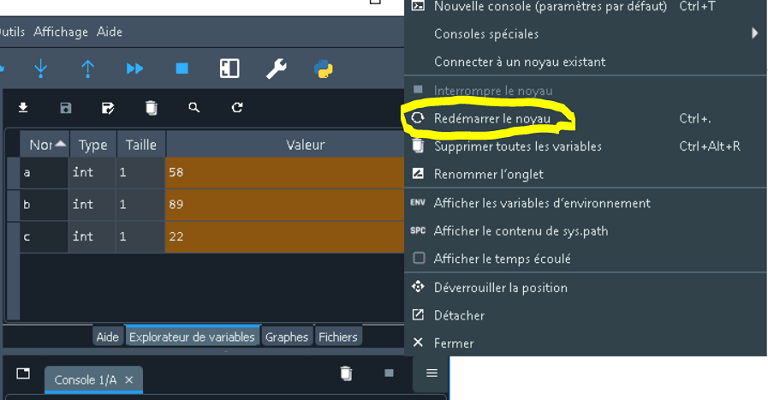 Nouvelle console (paramètres par défaut) Ctrl+T
utils Affichage Aide
Consoles spéciales
Connecter à un noyau existant
Interrompre le noyau
Redémarrer le noyau Ctrl+.
Supprimer toutes les variables Ctrl+Alt+R
Renommer l'onglet
Afficher les variables d'environnement
ENV
Afficher le contenu de sys.path
SPC
Afficher le temps écoulé
Déverrouiller la position
Détacher
Fermer
Nor Type Taille Valeur
a int 1 58
b int 1 89
c int 1 22
Aide Explorateur de variables Graphes Fichiers
Console 1/A